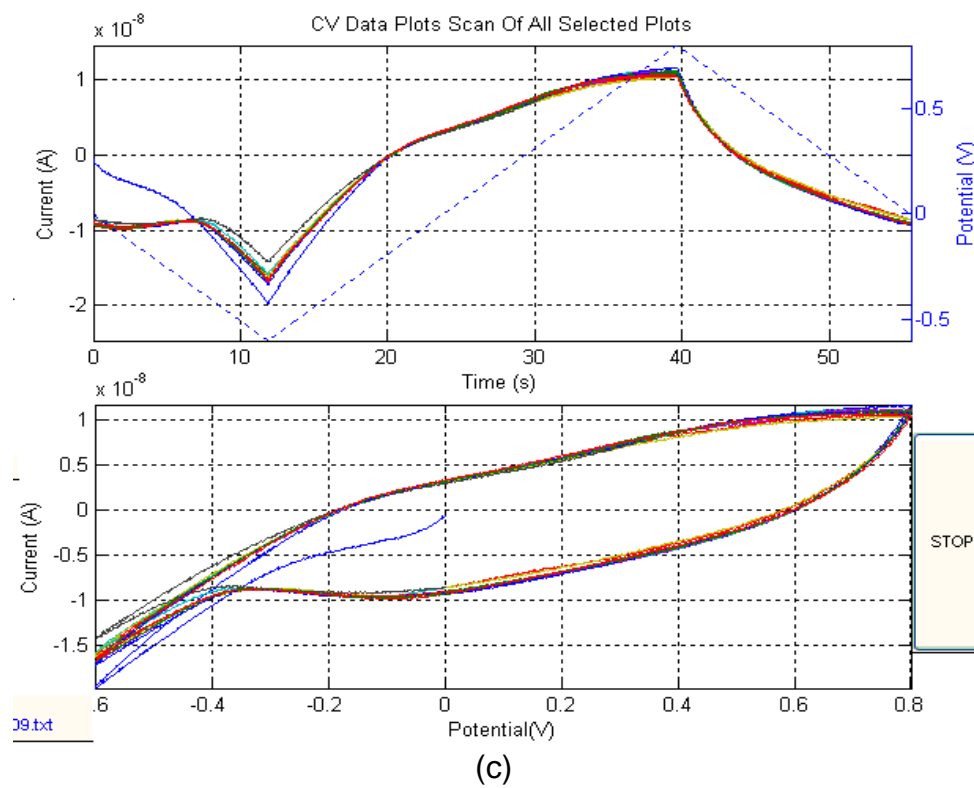 CV Data Plots Scan Of All Selected Plots
x 10^-8
1
0
-1
-2
Current (A)
0.5
0
-0.5
Potential (V)
0 10 20 30 40 50
Time (s)
x 10^-8
1
0.5
0
-0.5
-1
-1.5
Current (A)
.6 -0.4 -0.2 0 0.2 0.4 0.6 0.8
Potential(V)
STOP
09.txt
(c)